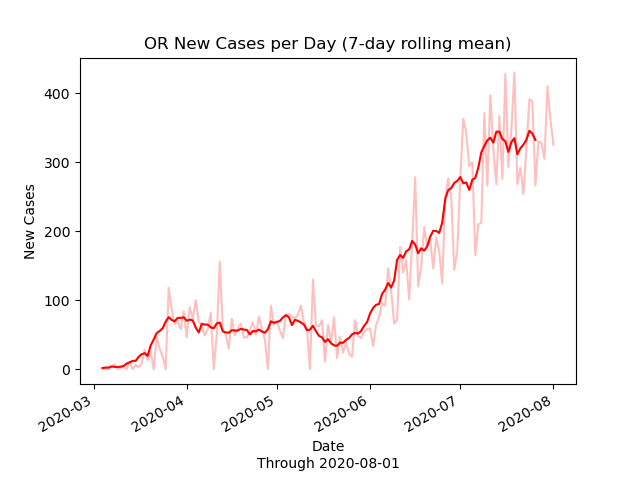 OR New Cases per Day (7-day rolling mean)
New Cases
400
300
200
100
0
2020-03
2020-04
2020-05
2020-06
2020-07
2020-08
Date
Through 2020-08-01